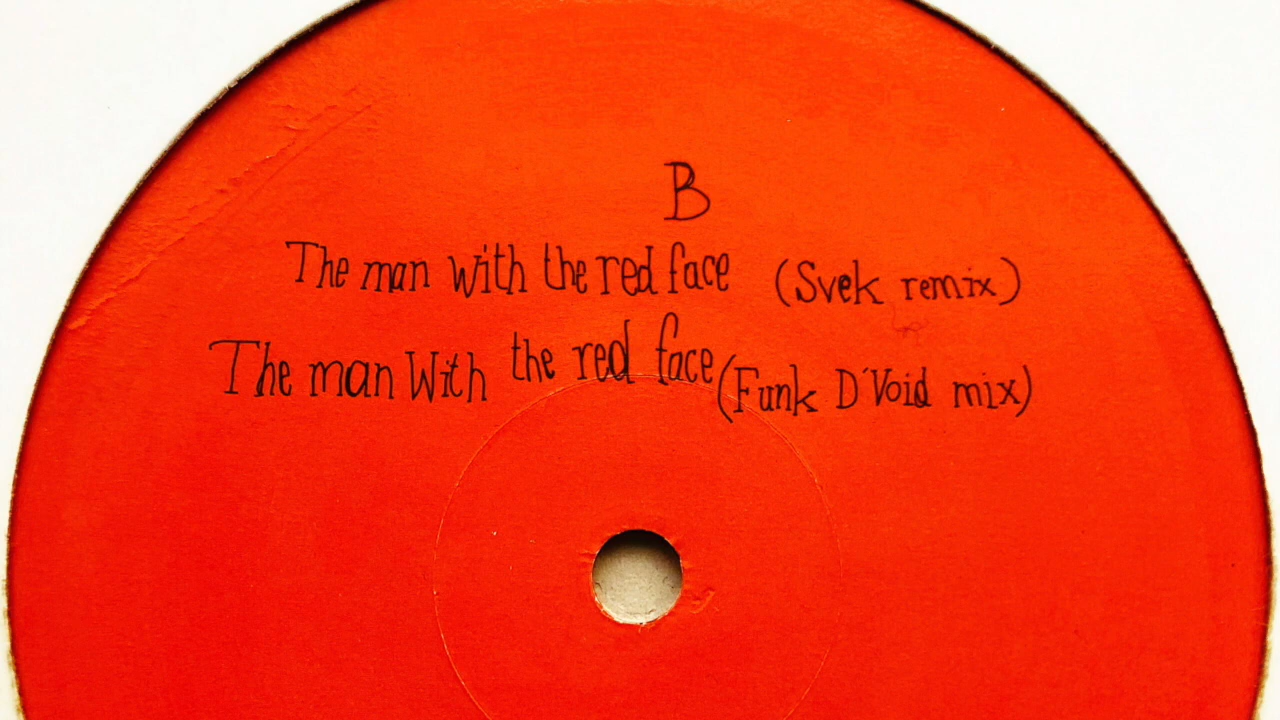 B
The man with the red face (Svek remix)
The man With the red face (Funk D'Void mix)